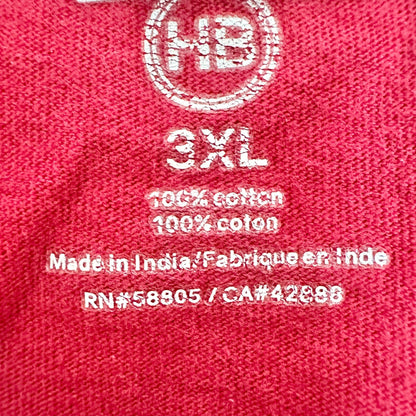 HB
3XL
100% cotton
100% coton
Made in India/Fabriqué en Inde
RN#58805 / CA#42888